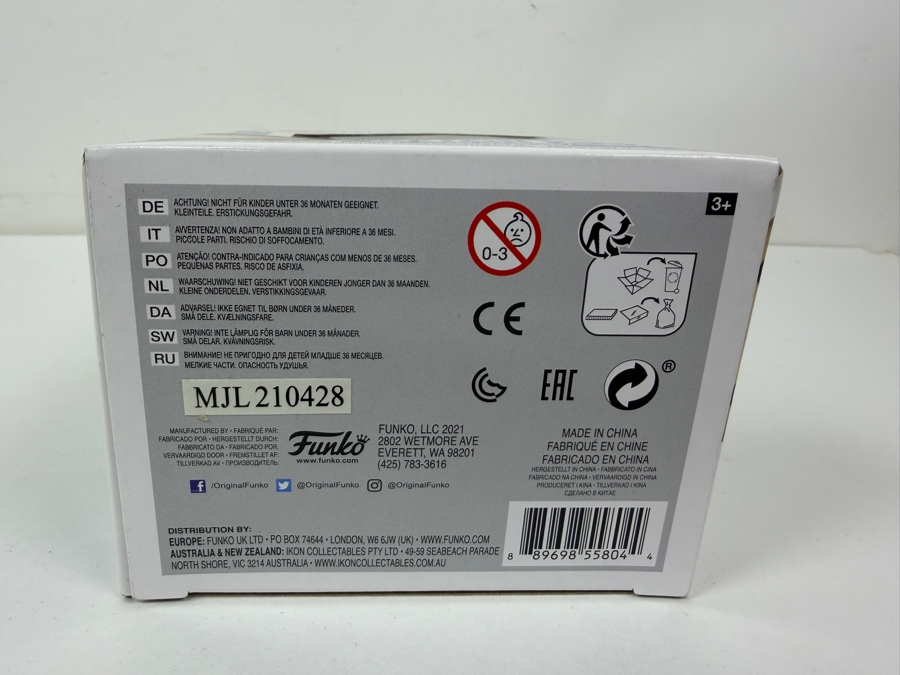 3+
DE ACHTUNG! NICHT FÜR KINDER UNTER 36 MONATEN GEEIGNET.
KLEINTEILE. ERSTICKUNGSGEFAHR.
IT AVVERTENZA! NON ADATTO A BAMBINI DI ETÀ INFERIORE A 36 MESI.
PICCOLE PARTI. RISCHIO DI SOFFOCAMENTO.
PO ATENÇÃO! CONTRA-INDICADO PARA CRIANÇAS COM MENOS DE 36 MESES.
PEQUENAS PARTES. RISCO DE ASFIXIA.
NL WAARSCHUWING! NIET GESCHIKT VOOR KINDEREN JONGER DAN 36 MAANDEN.
KLEINE ONDERDELEN. VERSTIKKINGSGEVAAR.
DA ADVARSEL! IKKE EGNET TIL BØRN UNDER 36 MÅNEDER.
SMÅ DELE. KVÆLNINGSFARE.
SW VARNING! INTE LÄMPLIG FÖR BARN UNDER 36 MÅNADER.
SMÅ DELAR. KVÄVNINGSRISK.
RU ВНИМАНИЕ! НЕ ПРИГОДНО ДЛЯ ДЕТЕЙ МЛАДШЕ 36 МЕСЯЦЕВ.
МЕЛКИЕ ЧАСТИ. ОПАСНОСТЬ УДУШЬЯ.
0-3
CE
EAC
®
MJL 210428
MANUFACTURED BY • FABRIQUÉ PAR:
FABRICADO POR • HERGESTELLT DURCH:
FABBRICATO DA • FABRICADO POR:
VERVAARDIGD DOOR • FREMSTILLET AF:
TILLVERKAD AV • ПРОИЗВОДИТЕЛЬ:
Funko
www.funko.com
FUNKO, LLC 2021
2802 WETMORE AVE
EVERETT, WA 98201
(425) 783-3616
/OriginalFunko @OriginalFunko @OriginalFunko
MADE IN CHINA
FABRIQUÉ EN CHINE
FABRICADO EN CHINA
HERGESTELLT IN CHINA • FABBRICATO IN CINA
FABRICADO NA CHINA • VERVAARDIGD IN CHINA
PRODUCERET I KINA • TILLVERKAD I KINA
СДЕЛАНО В КИТАЕ
DISTRIBUTION BY:
EUROPE: FUNKO UK LTD • PO BOX 74644 • LONDON, W6 6JW (UK) • WWW.FUNKO.COM
AUSTRALIA & NEW ZEALAND: IKON COLLECTABLES PTY LTD • 49-59 SEABEACH PARADE
NORTH SHORE, VIC 3214 AUSTRALIA • WWW.IKONCOLLECTABLES.COM.AU
8 89698 55804 4